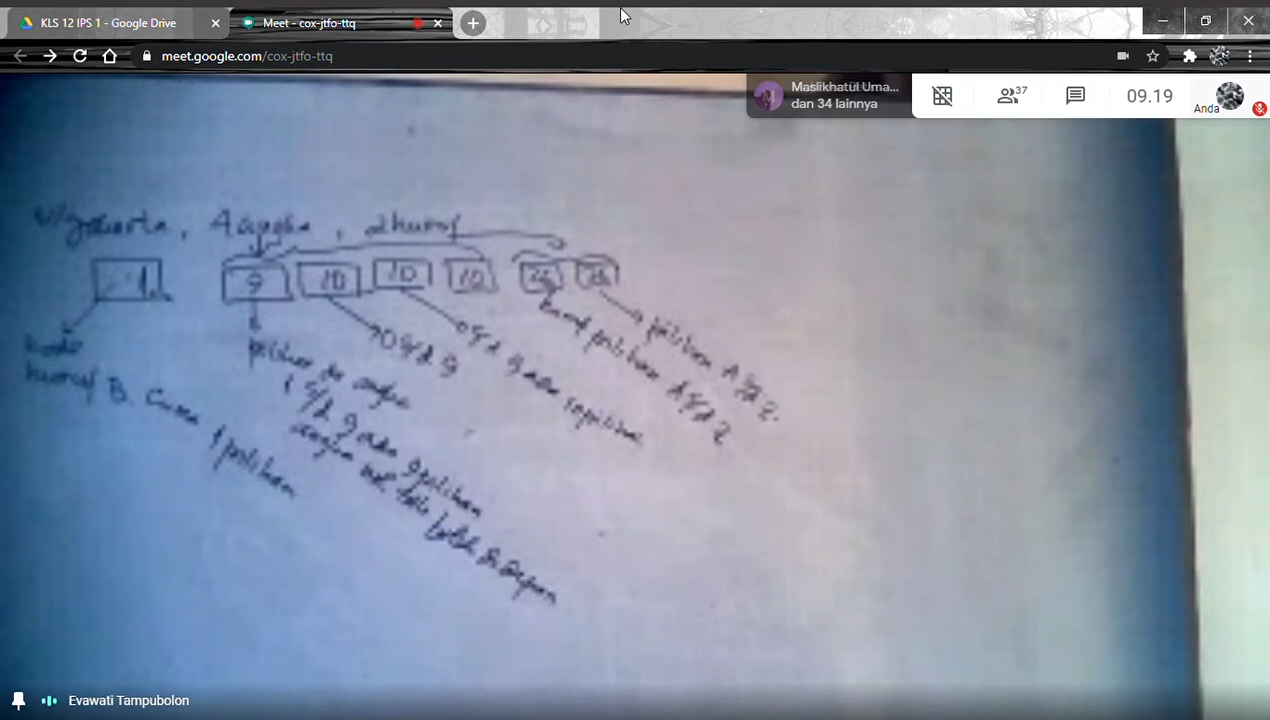 KLS 12 IPS 1 - Google Drive
Meet - cox-jtfo-ttq
meet.google.com/cox-jtfo-ttq
Maslikhatul Uma...
dan 34 lainnya
37
09.19
Anda
Jakarta, 4 angka, 2 huruf
1 9 10 10 10 26 26
kode
huruf B. Cuma 1 pilihan
pilihan angka
1 s/d 9 ada 9 pilihan
angka nol tdk boleh di depan
0 s/d 9
0 s/d 9 ada 10 pilihan
huruf pilihan A s/d Z
pilihan A s/d Z.
Evawati Tampubolon